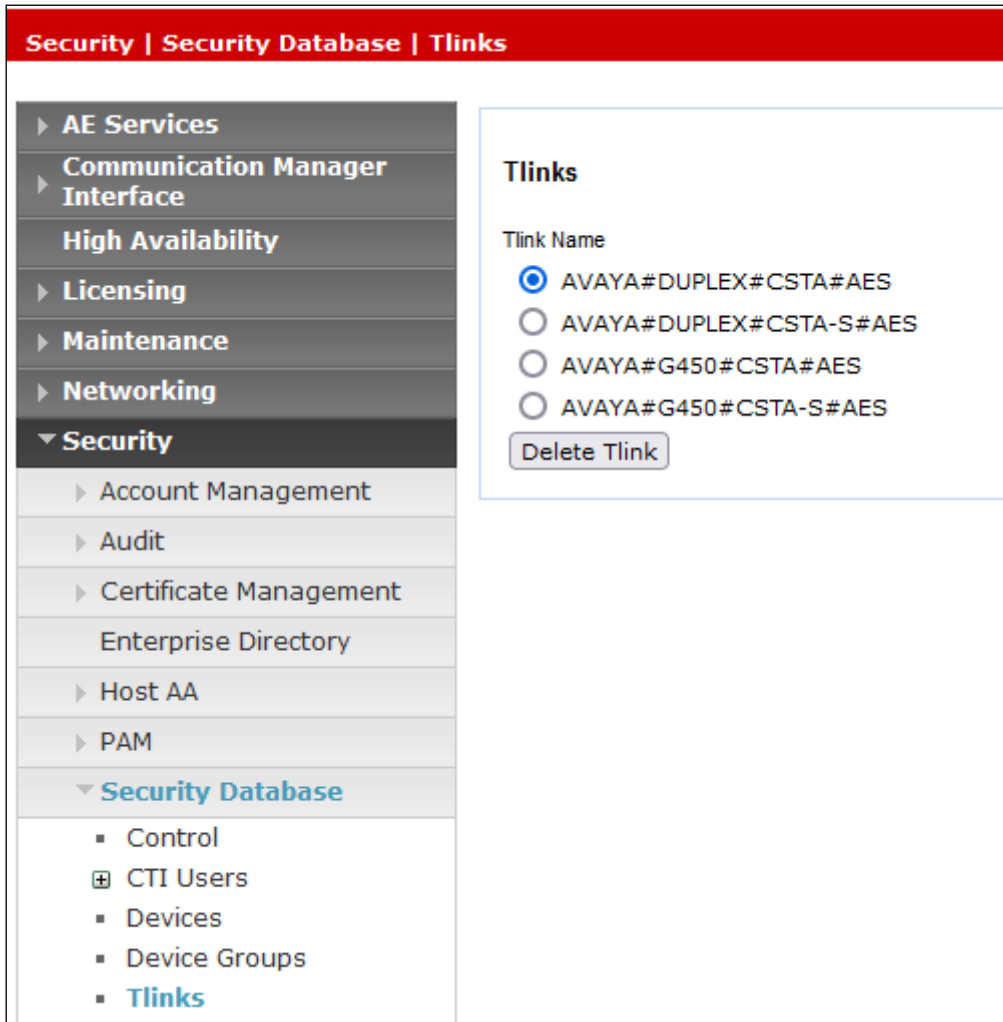 Security | Security Database | Tlinks
AE Services
Communication Manager
Interface
High Availability
Licensing
Maintenance
Networking
Security
Account Management
Audit
Certificate Management
Enterprise Directory
Host AA
PAM
Security Database
Control
CTI Users
Devices
Device Groups
Tlinks
Tlinks
Tlink Name
AVAYA#DUPLEX#CSTA#AES
AVAYA#DUPLEX#CSTA-S#AES
AVAYA#G450#CSTA#AES
AVAYA#G450#CSTA-S#AES
Delete Tlink